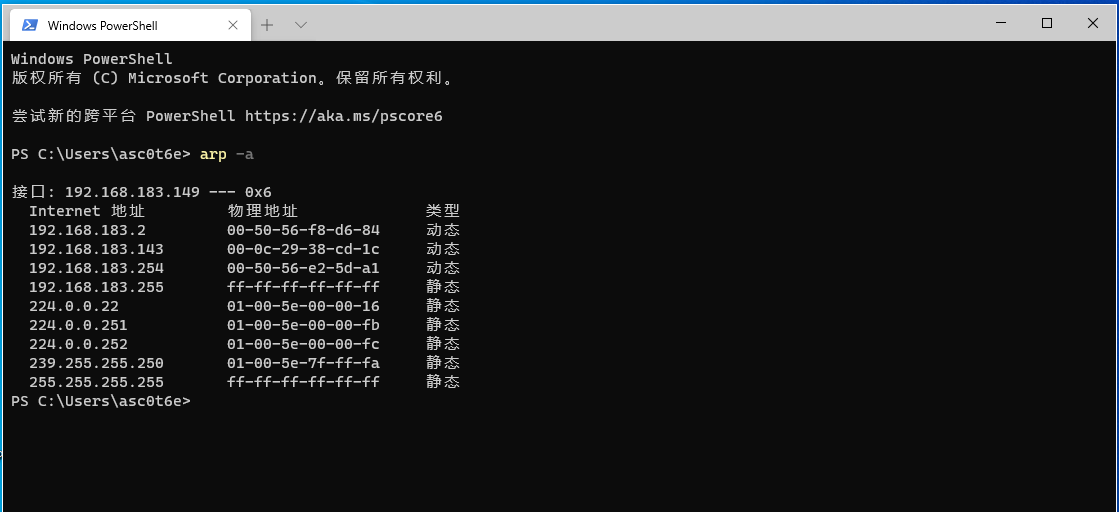 Windows PowerShell
Windows PowerShell
版权所有 (C) Microsoft Corporation。保留所有权利。
尝试新的跨平台 PowerShell https://aka.ms/pscore6
PS C:\Users\asc0t6e> arp -a
接口: 192.168.183.149 --- 0x6
Internet 地址 物理地址 类型
192.168.183.2 00-50-56-f8-d6-84 动态
192.168.183.143 00-0c-29-38-cd-1c 动态
192.168.183.254 00-50-56-e2-5d-a1 动态
192.168.183.255 ff-ff-ff-ff-ff-ff 静态
224.0.0.22 01-00-5e-00-00-16 静态
224.0.0.251 01-00-5e-00-00-fb 静态
224.0.0.252 01-00-5e-00-00-fc 静态
239.255.255.250 01-00-5e-7f-ff-fa 静态
255.255.255.255 ff-ff-ff-ff-ff-ff 静态
PS C:\Users\asc0t6e>